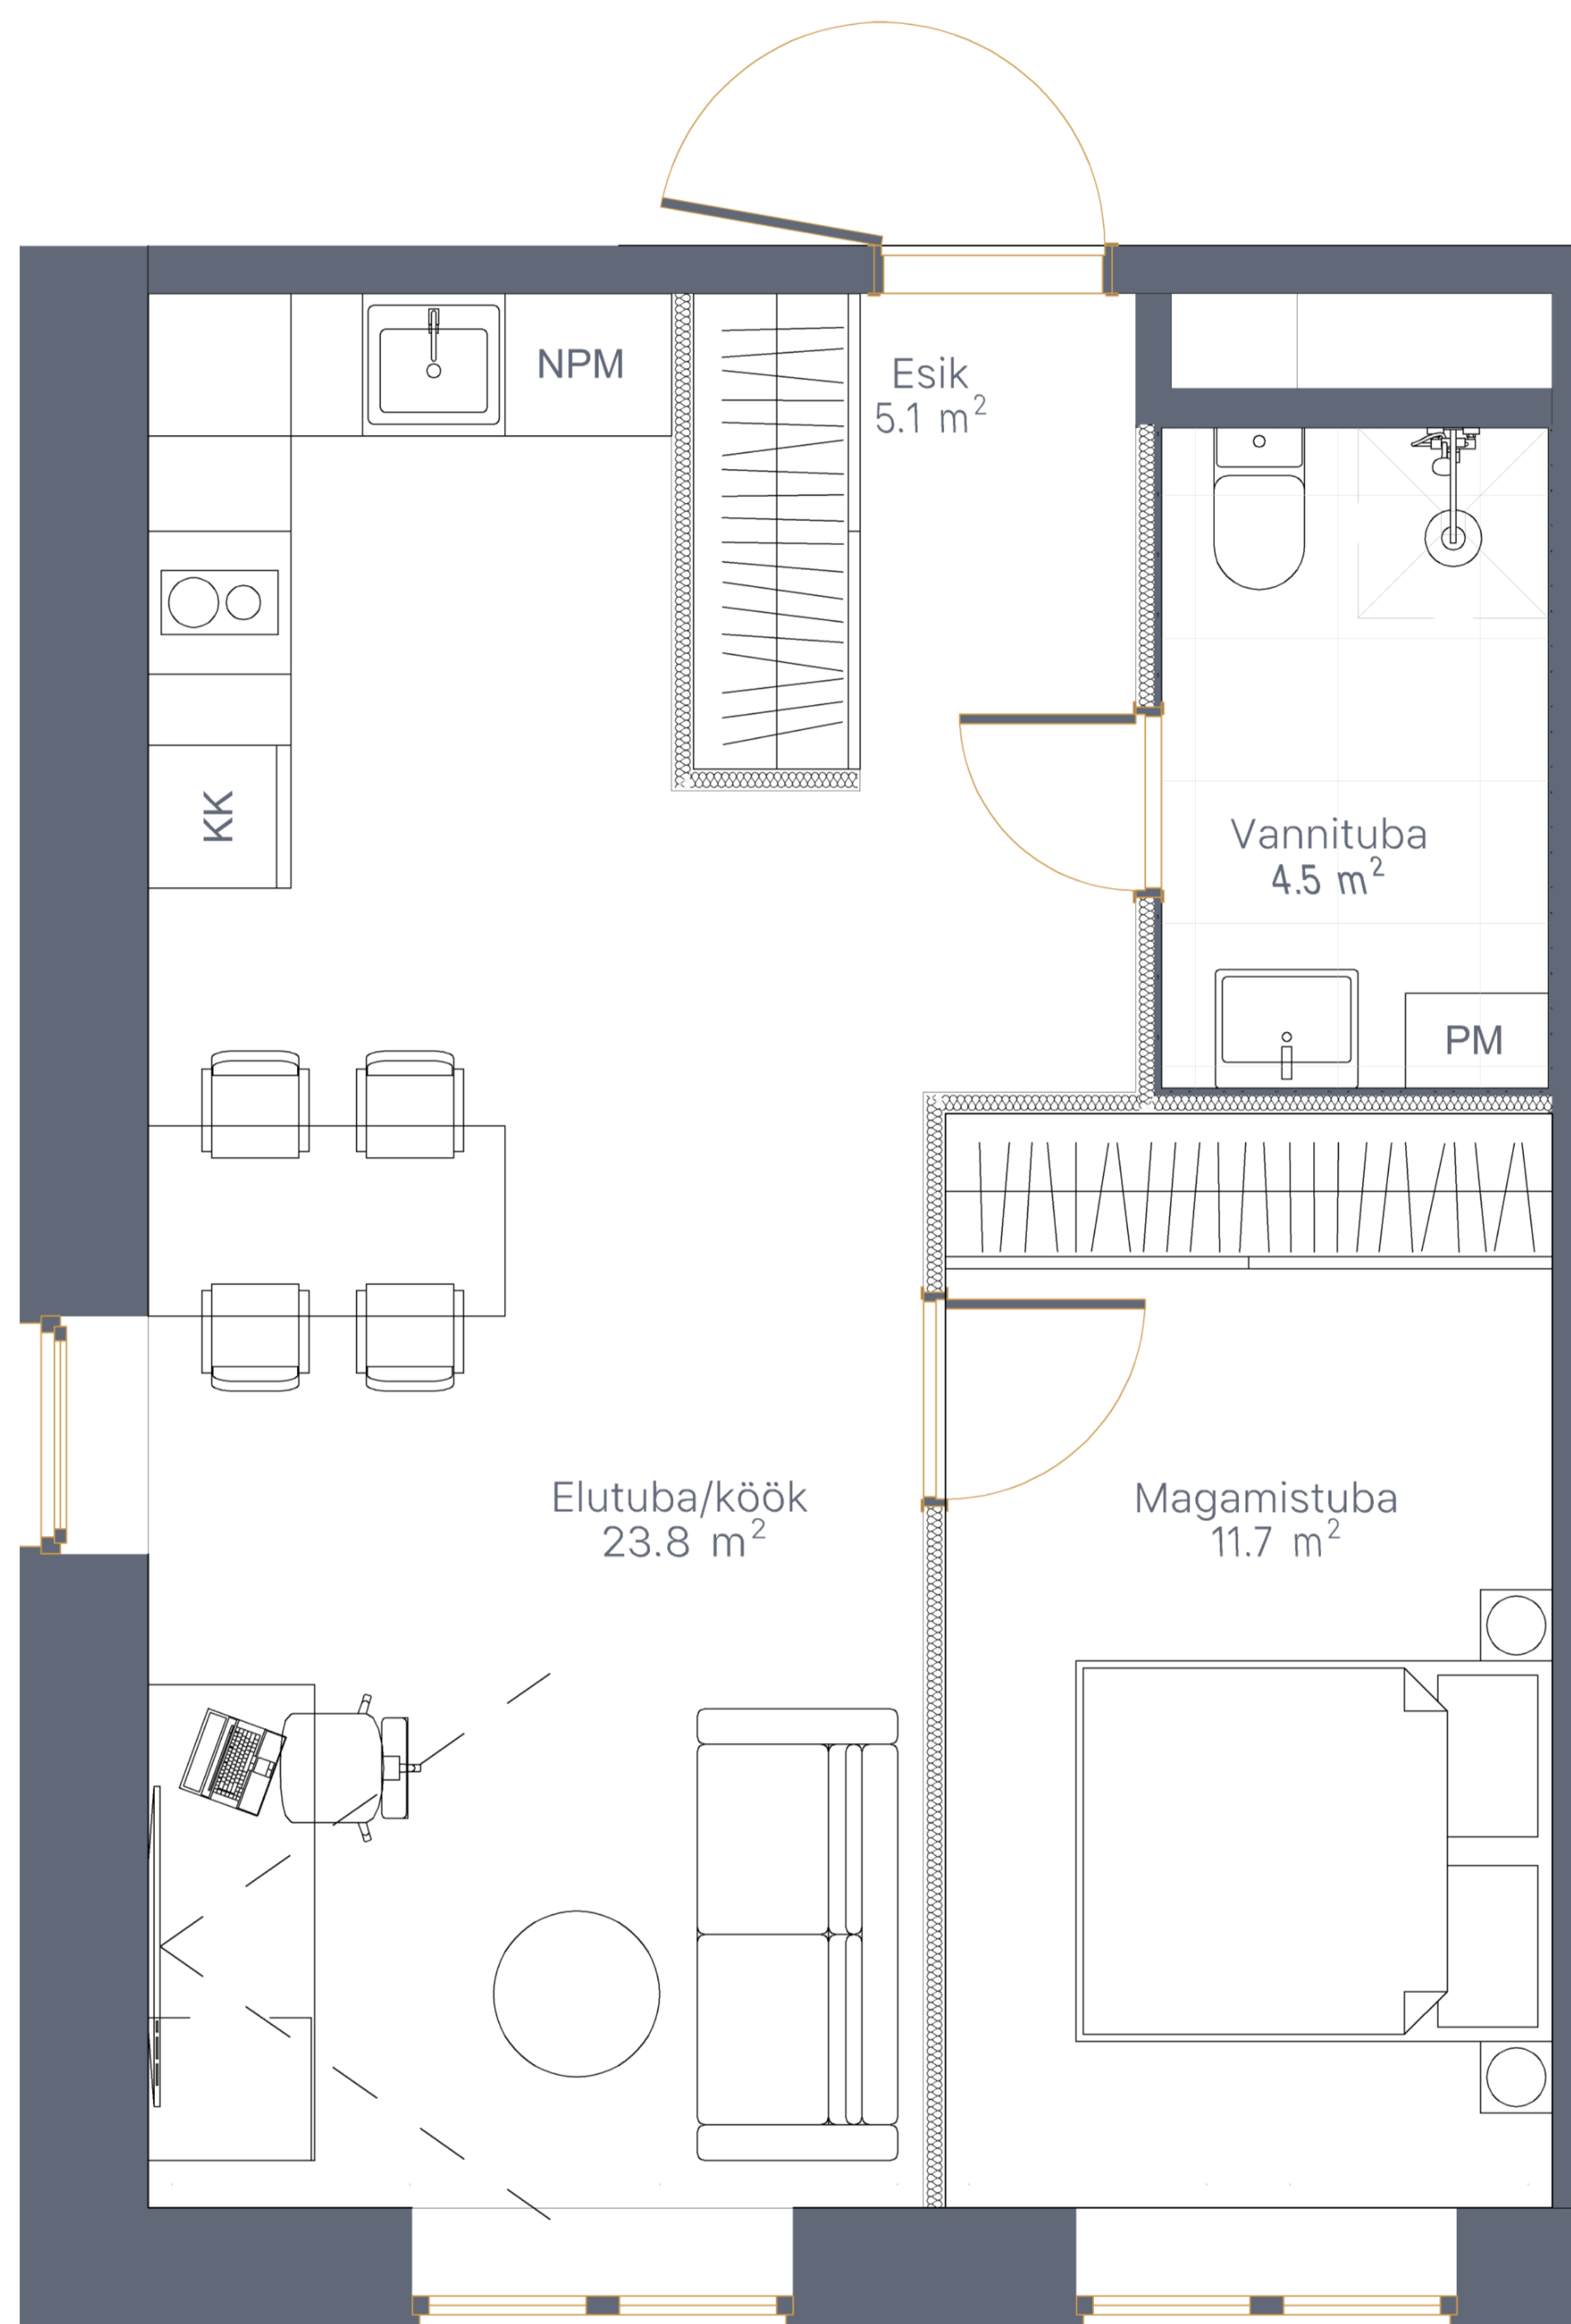 NPM
Esik
5.1 m²
KK
Vannituba
4.5 m²
PM
Elutuba/köök
23.8 m²
Magamistuba
11.7 m²